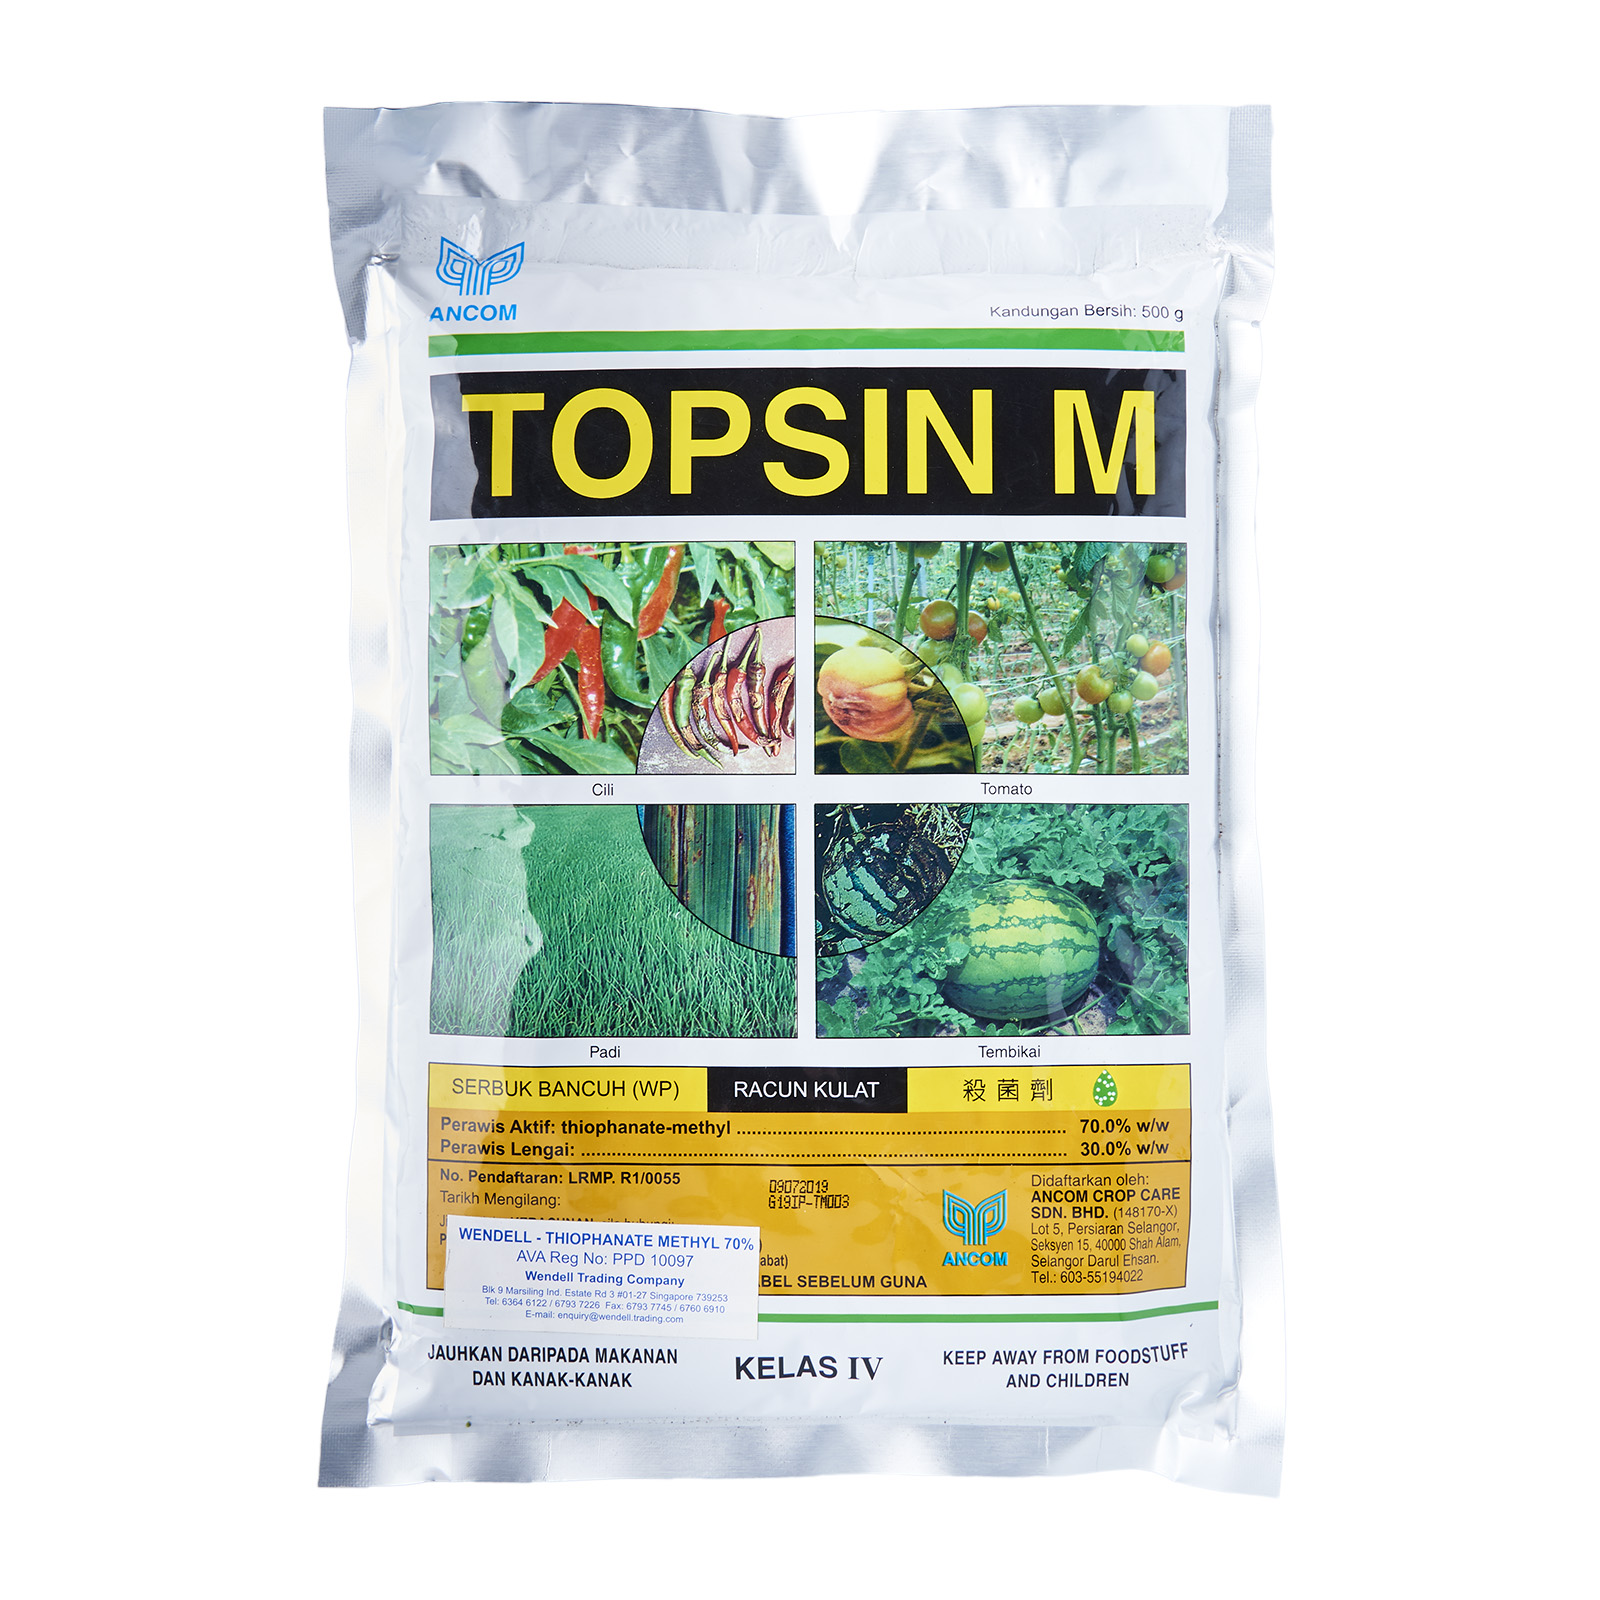 ANCOM
Kandungan Bersih: 500 g
TOPSIN M
Cili
Tomato
Padi
Tembikai
SERBUK BANCUH (WP)
RACUN KULAT
殺菌劑
Perawis Aktif: thiophanate-methyl ........................................................ 70.0% w/w
Perawis Lengai: ................................................................................ 30.0% w/w
No. Pendaftaran: LRMP. R1/0055
Tarikh Mengilang:
09072019
G19IP-TM003
abat)
ABEL SEBELUM GUNA
WENDELL - THIOPHANATE METHYL 70%
AVA Reg No: PPD 10097
Wendell Trading Company
Blk 9 Marsiling Ind. Estate Rd 3 #01-27 Singapore 739253
Tel: 6364 6122 / 6793 7226 Fax: 6793 7745 / 6760 6910
E-mail: enquiry@wendell.trading.com
ANCOM
Didaftarkan oleh:
ANCOM CROP CARE
SDN. BHD. (148170-X)
Lot 5, Persiaran Selangor,
Seksyen 15, 40000 Shah Alam,
Selangor Darul Ehsan.
Tel.: 603-55194022
JAUHKAN DARIPADA MAKANAN
DAN KANAK-KANAK
KELAS IV
KEEP AWAY FROM FOODSTUFF
AND CHILDREN